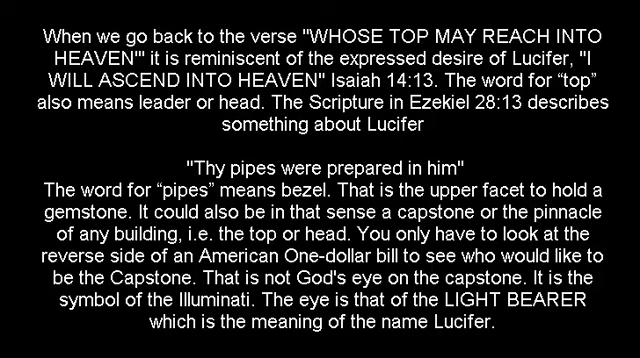 When we go back to the verse "WHOSE TOP MAY REACH INTO
HEAVEN"' it is reminiscent of the expressed desire of Lucifer, "I
WILL ASCEND INTO HEAVEN" Isaiah 14:13. The word for “top”
also means leader or head. The Scripture in Ezekiel 28:13 describes
something about Lucifer
"Thy pipes were prepared in him"
The word for “pipes” means bezel. That is the upper facet to hold a
gemstone. It could also be in that sense a capstone or the pinnacle
of any building, i.e. the top or head. You only have to look at the
reverse side of an American One-dollar bill to see who would like to
be the Capstone. That is not God's eye on the capstone. It is the
symbol of the Illuminati. The eye is that of the LIGHT BEARER
which is the meaning of the name Lucifer.